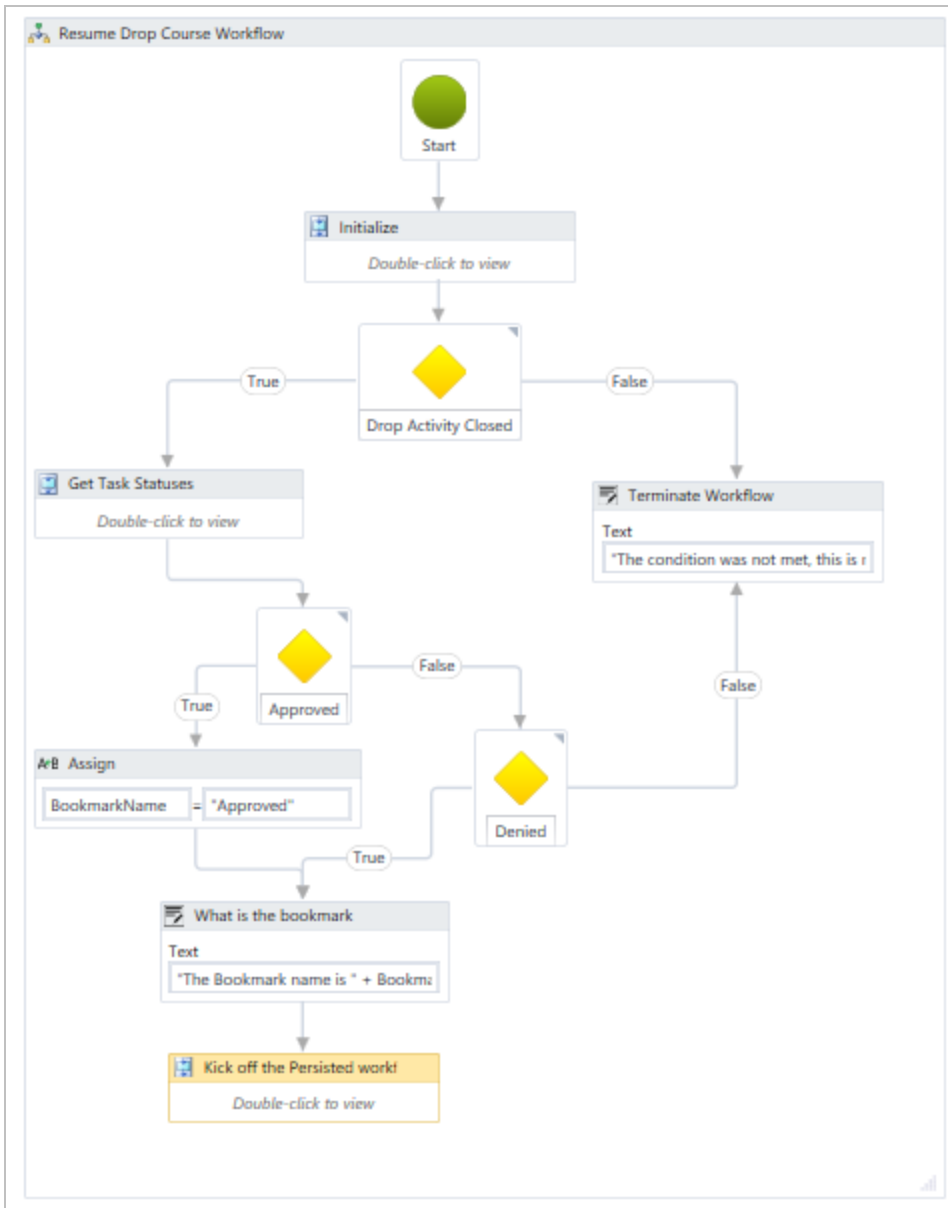 Resume Drop Course Workflow
Start
Initialize
Double-click to view
True
False
Drop Activity Closed
Get Task Statuses
Double-click to view
Terminate Workflow
Text
"The condition was not met, this is r
Approved
False
True
False
A+B Assign
BookmarkName = "Approved"
Denied
True
What is the bookmark
Text
"The Bookmark name is " + Bookma
Kick off the Persisted workf
Double-click to view